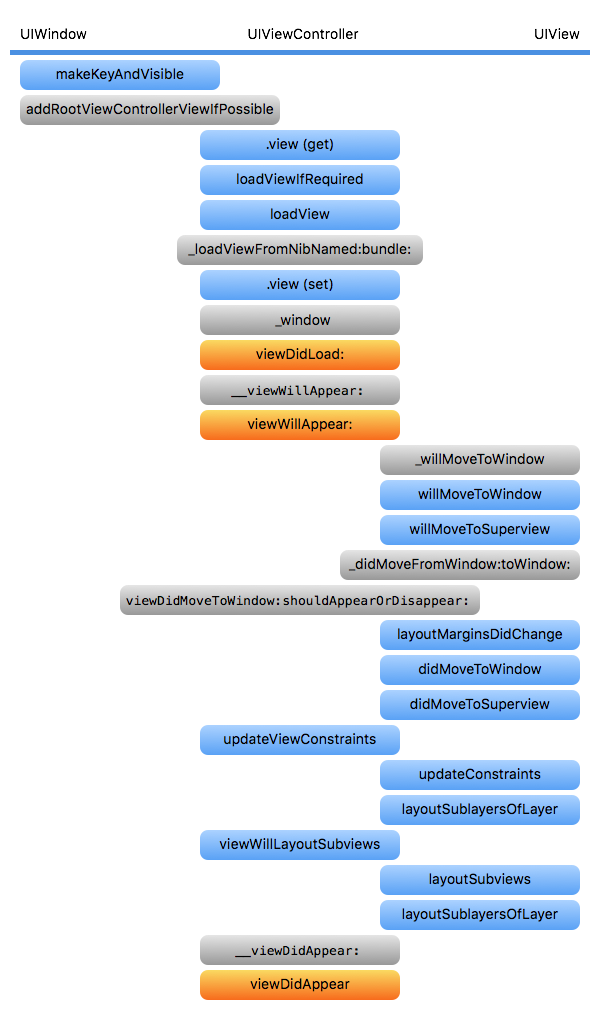 UIWindow UIViewController UIView
makeKeyAndVisible
addRootViewControllerViewIfPossible
.view (get)
loadViewIfRequired
loadView
_loadViewFromNibNamed:bundle:
.view (set)
_window
viewDidLoad:
__viewWillAppear:
viewWillAppear:
_willMoveToWindow
willMoveToWindow
willMoveToSuperview
_didMoveFromWindow:toWindow:
viewDidMoveToWindow:shouldAppearOrDisappear:
layoutMarginsDidChange
didMoveToWindow
didMoveToSuperview
updateViewConstraints
updateConstraints
layoutSublayersOfLayer
viewWillLayoutSubviews
layoutSubviews
layoutSublayersOfLayer
__viewDidAppear:
viewDidAppear